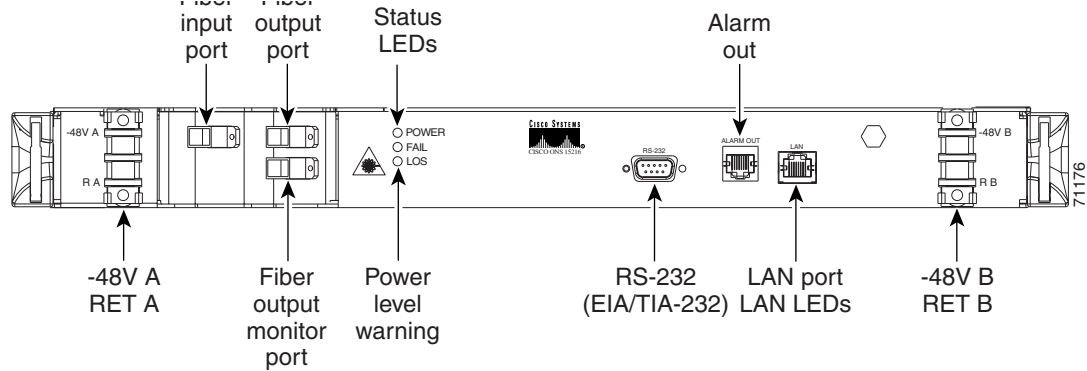 Fiber
input
port
Fiber
output
port
Status
LEDs
Alarm
out
-48V A
R A
POWER
FAIL
LOS
CISCO SYSTEMS
CISCO ONS 15216
RS-232
ALARM OUT
LAN
-48V B
R B
71176
-48V A
RET A
Fiber
output
monitor
port
Power
level
warning
RS-232
(EIA/TIA-232)
LAN port
LAN LEDs
-48V B
RET B